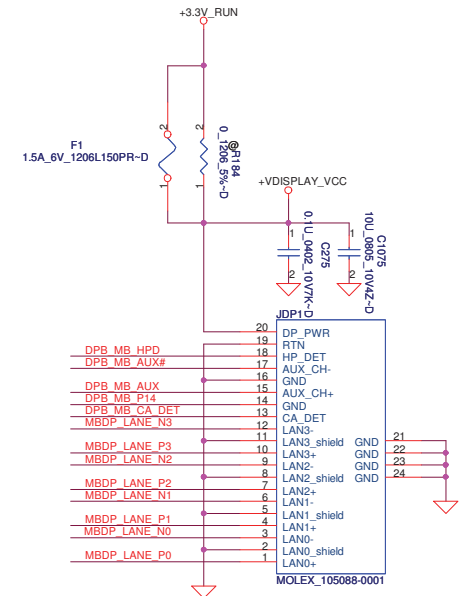 +3.3V_RUN
2
2
F1
1.5A_6V_1206L150PR~D
@R184
0_1206_5%~D
1
1
+VDISPLAY_VCC
1
2
C275
0.1U_0402_10V7K~D
1
2
C1075
10U_0805_10V4Z~D
JDP1
20 DP_PWR
19 RTN
DPB_MB_HPD 18 HP_DET
DPB_MB_AUX# 17 AUX_CH-
16 GND
DPB_MB_AUX 15 AUX_CH+
DPB_MB_P14 14 GND
DPB_MB_CA_DET 13 CA_DET
MBDP_LANE_N3 12 LAN3-
11 LAN3_shield GND 21
MBDP_LANE_P3 10 LAN3+ GND 22
MBDP_LANE_N2 9 LAN2- GND 23
8 LAN2_shield GND 24
MBDP_LANE_P2 7 LAN2+
MBDP_LANE_N1 6 LAN1-
5 LAN1_shield
MBDP_LANE_P1 4 LAN1+
MBDP_LANE_N0 3 LAN0-
2 LAN0_shield
MBDP_LANE_P0 1 LAN0+
MOLEX_105088-0001